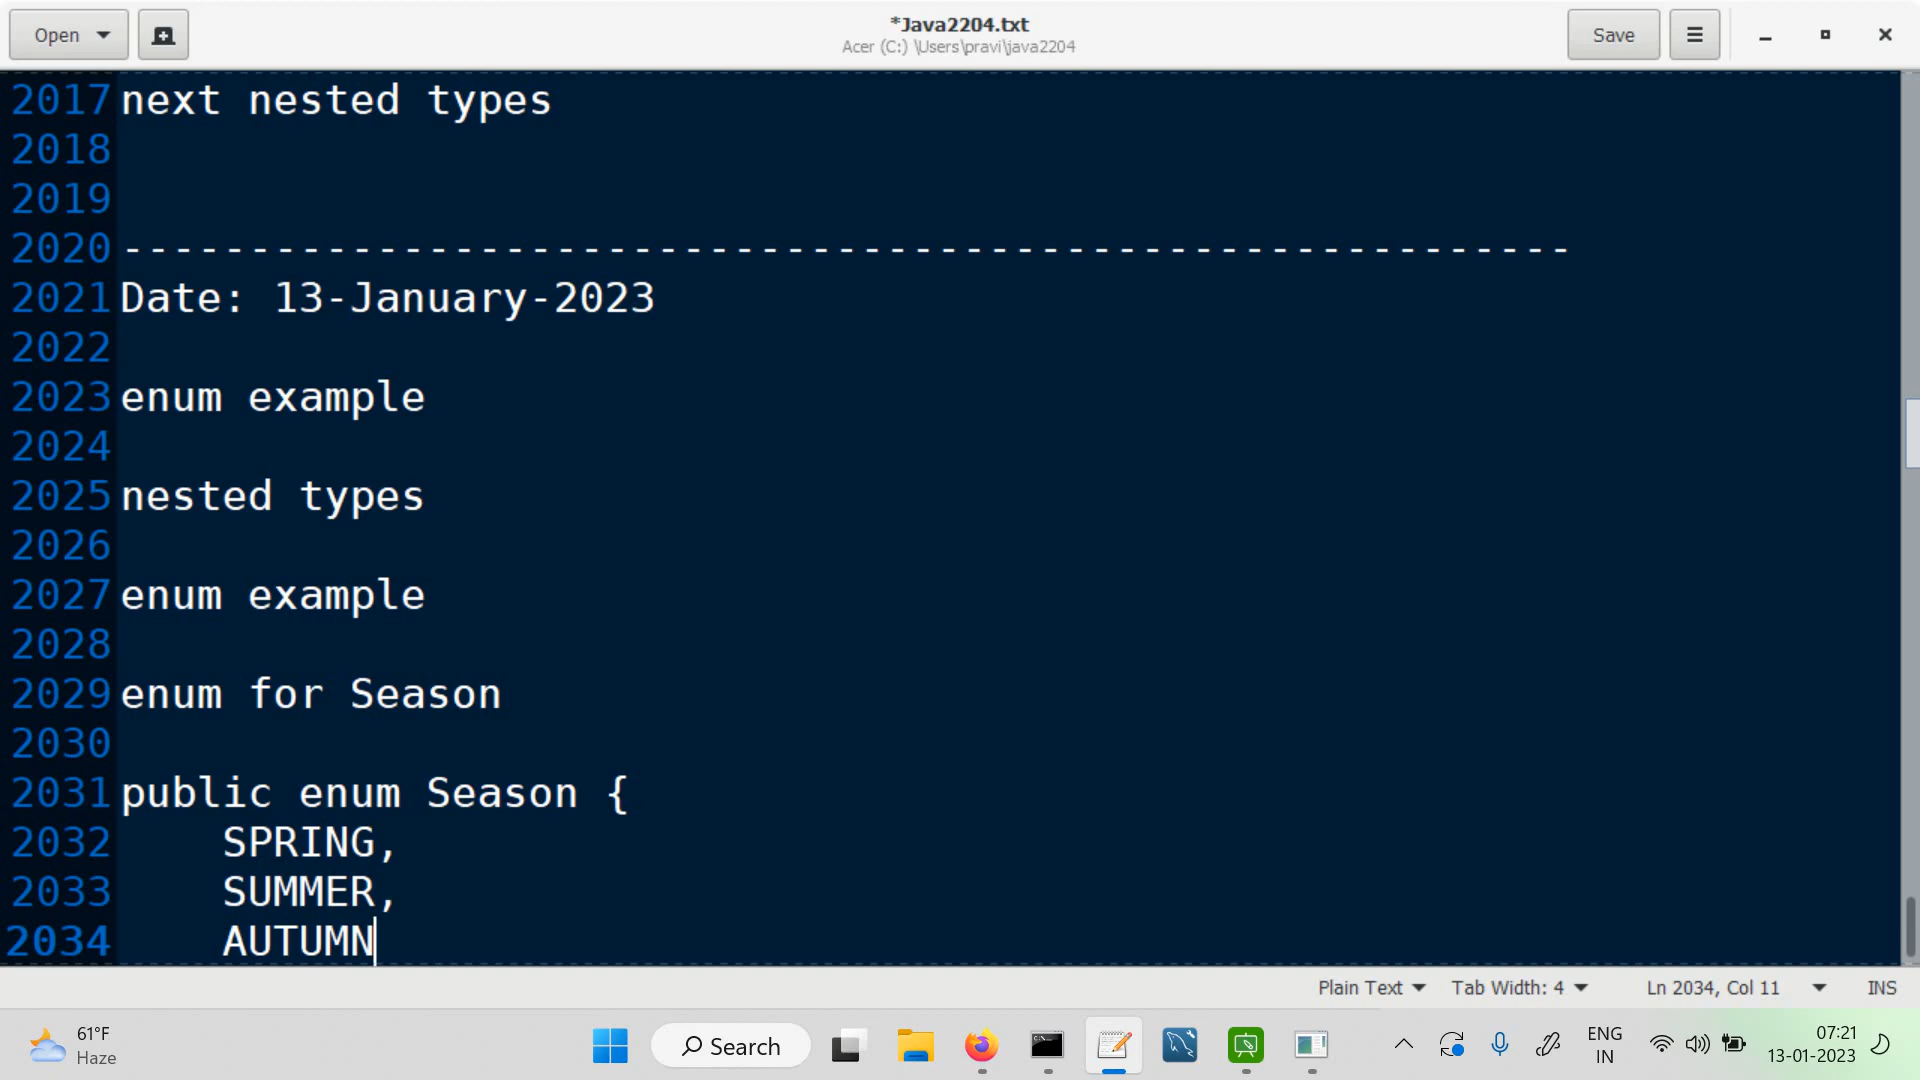 Open
*Java2204.txt
Acer (C:) \Users\pravi\java2204
Save
2017 next nested types
2018
2019
2020 ---------------------------------------------------------
2021 Date: 13-January-2023
2022
2023 enum example
2024
2025 nested types
2026
2027 enum example
2028
2029 enum for Season
2030
2031 public enum Season {
2032     SPRING,
2033     SUMMER,
2034     AUTUMN
Plain Text Tab Width: 4 Ln 2034, Col 11 INS
61°F
Haze
Search
ENG
IN
07:21
13-01-2023